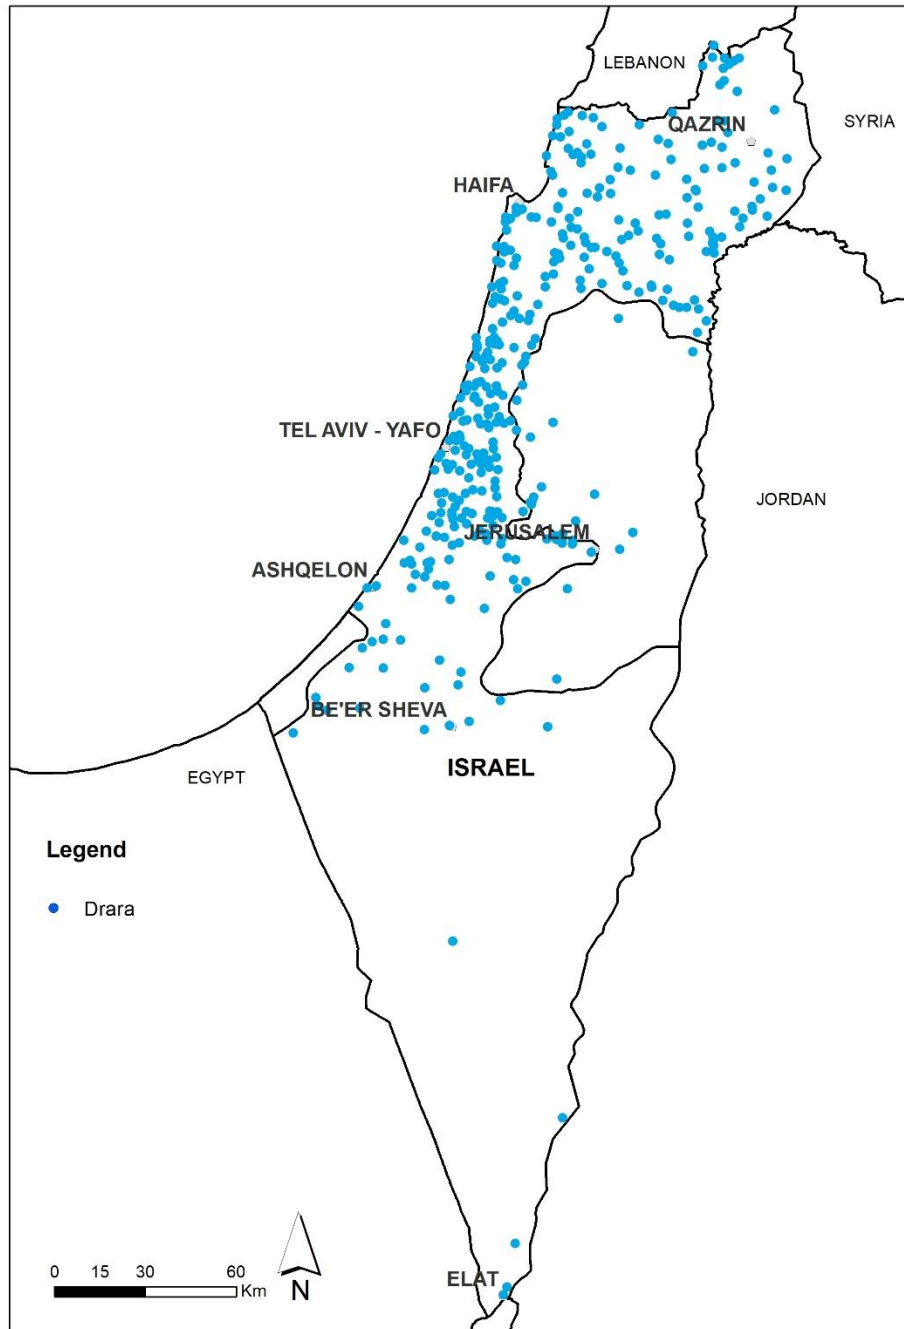 LEBANON
SYRIA
QAZRIN
HAIFA
TEL AVIV - YAFO
JORDAN
JERUSALEM
ASHQELON
BE'ER SHEVA
ISRAEL
EGYPT
Legend
Drara
0 15 30 60
Km
N
ELAT